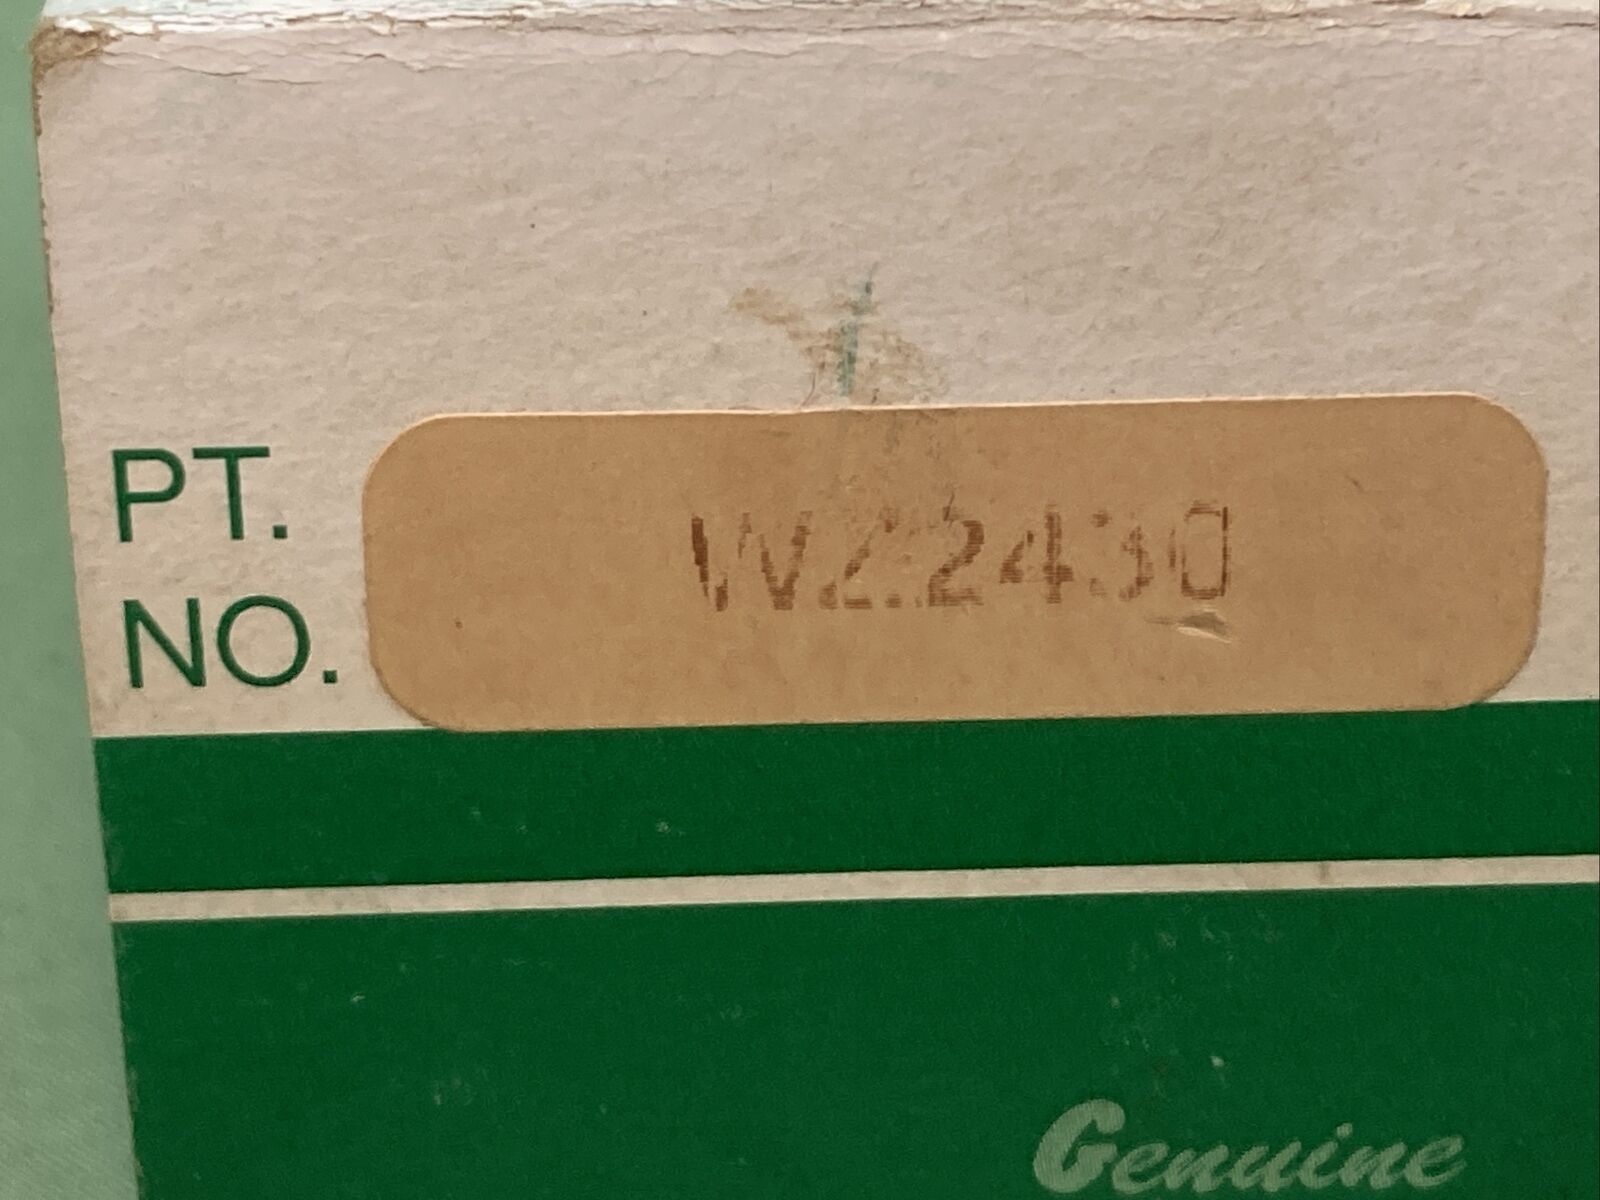 PT.
NO.
WZ2430
Genuine